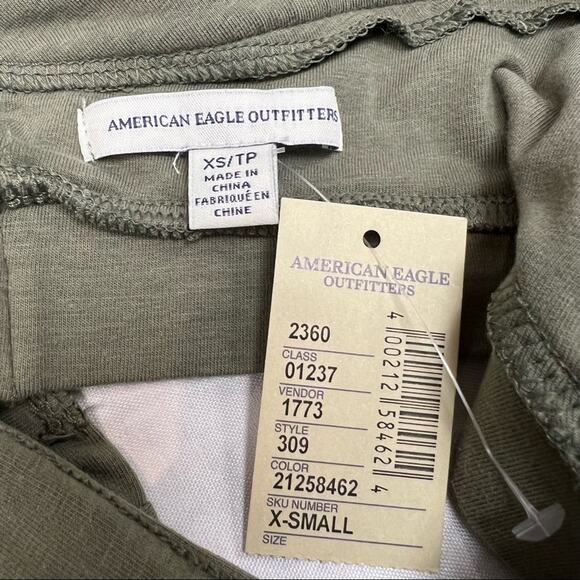 AMERICAN EAGLE OUTFITTERS
XS/TP
MADE IN
CHINA
FABRIQUÉ EN
CHINE
AMERICAN EAGLE
OUTFITTERS
2360
CLASS
01237
VENDOR
1773
STYLE
309
COLOR
21258462
SKU NUMBER
X-SMALL
SIZE
4 00212 58462 4